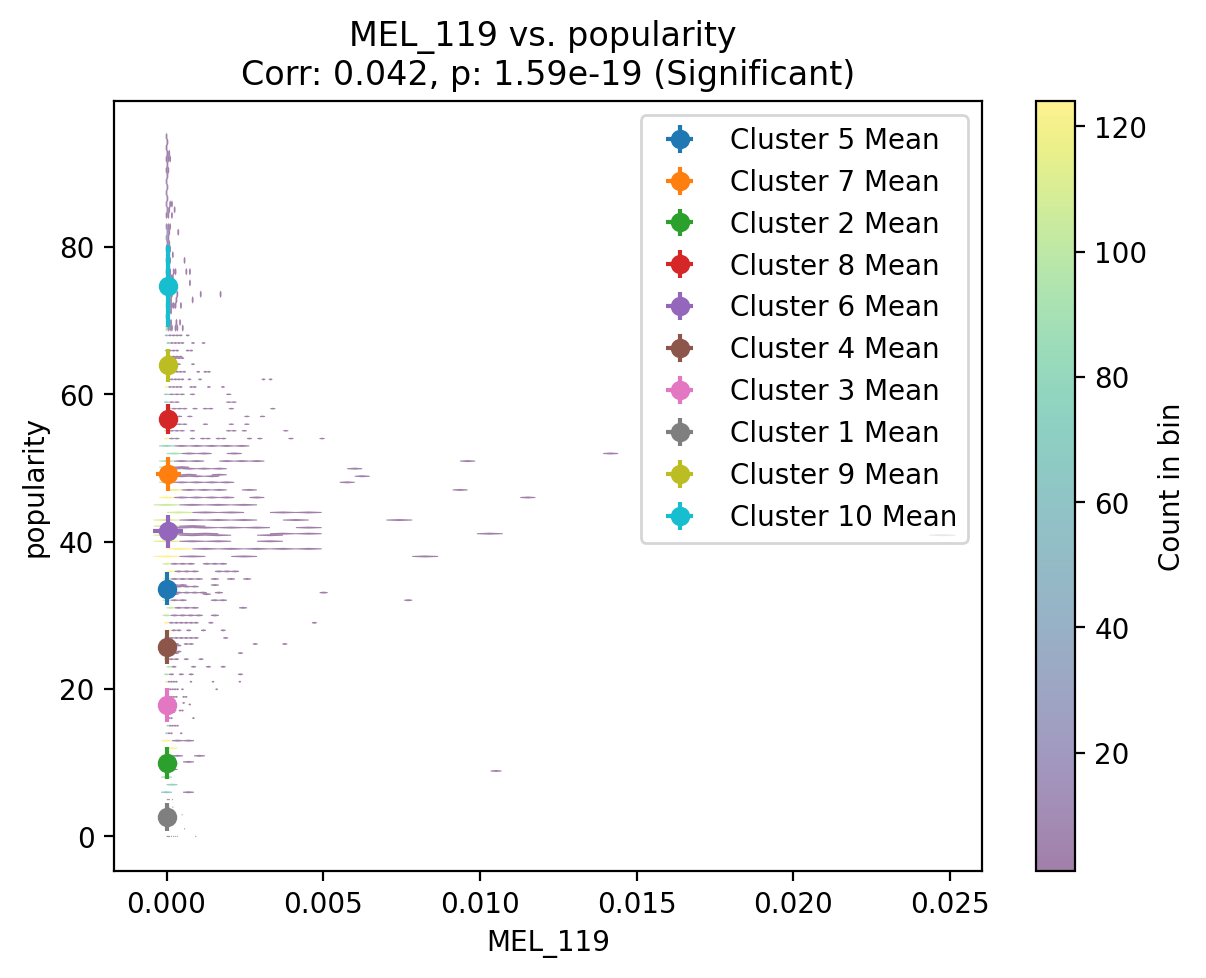 MEL_119 vs. popularity
Corr: 0.042, p: 1.59e-19 (Significant)
Cluster 5 Mean
Cluster 7 Mean
Cluster 2 Mean
Cluster 8 Mean
Cluster 6 Mean
Cluster 4 Mean
Cluster 3 Mean
Cluster 1 Mean
Cluster 9 Mean
Cluster 10 Mean
popularity
80
60
40
20
0
0.000 0.005 0.010 0.015 0.020 0.025
MEL_119
120
100
80
60
40
20
Count in bin